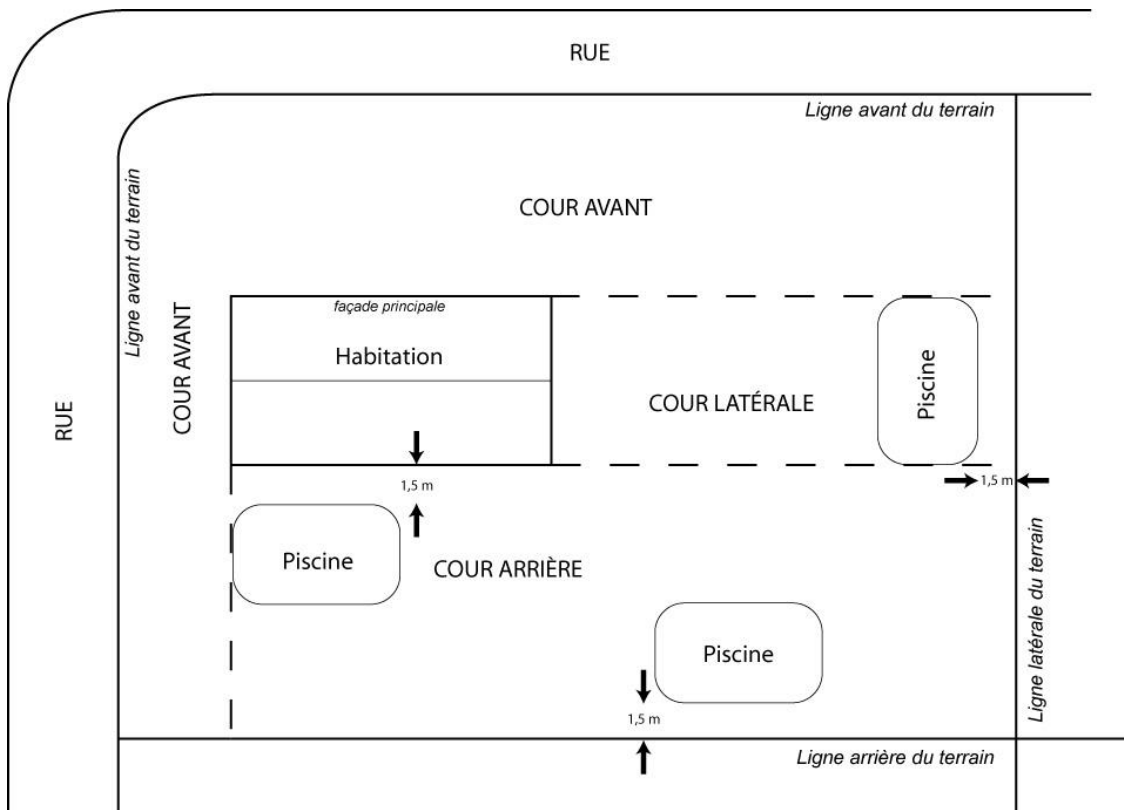 RUE
Ligne avant du terrain
Ligne avant du terrain
COUR AVANT
COUR AVANT
façade principale
Habitation
COUR LATÉRALE
Piscine
RUE
1,5 m
1,5 m
Piscine
COUR ARRIÈRE
Ligne latérale du terrain
Piscine
1,5 m
Ligne arrière du terrain